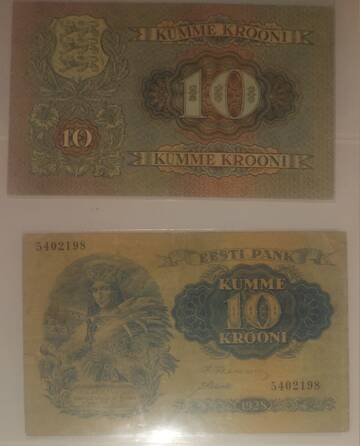 KUMME KROONI
10
10
KUMME KROONI
5402198
EESTI PANK
KUMME
10
KROONI
5402198
1928